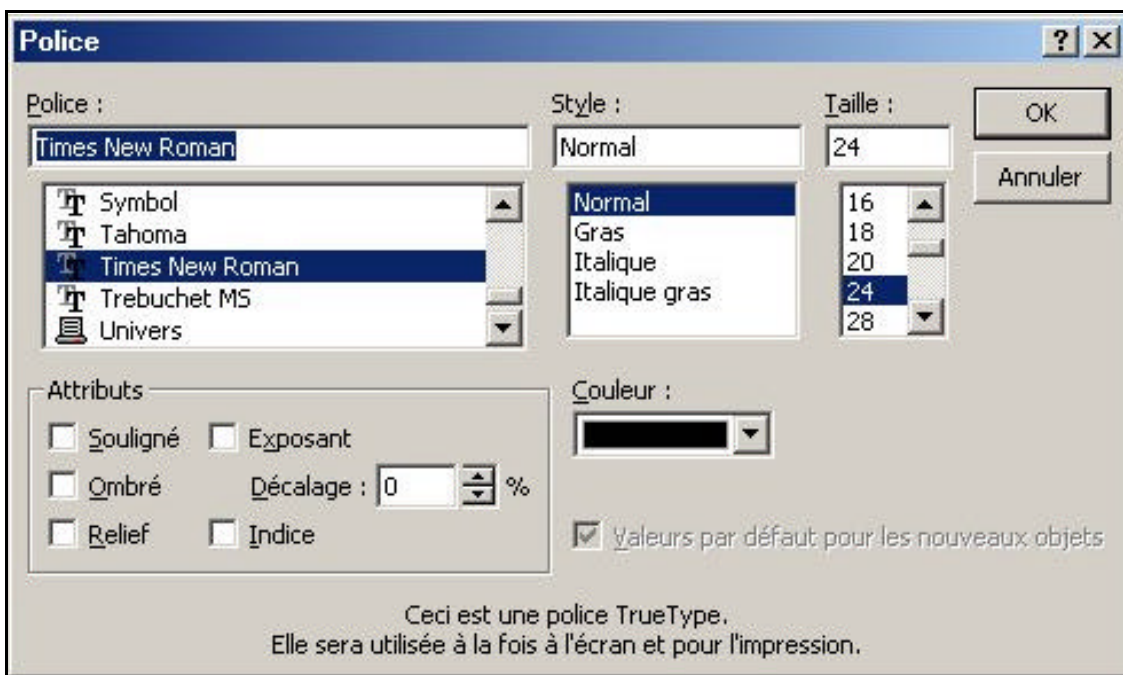 Police
Police :
Style :
Taille :
OK
Times New Roman
Normal
24
Annuler
Symbol
Tahoma
Times New Roman
Trebuchet MS
Univers
Normal
Gras
Italique
Italique gras
16
18
20
24
28
Attributs
Souligné
Exposant
Ombré
Décalage : 0 %
Relief
Indice
Couleur :
Valeurs par défaut pour les nouveaux objets
Ceci est une police TrueType.
Elle sera utilisée à la fois à l'écran et pour l'impression.